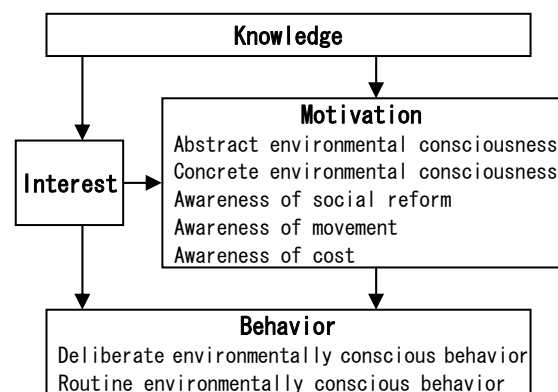 Knowledge
Motivation
Abstract environmental consciousness
Concrete environmental consciousness
Interest
Awareness of social reform
Awareness of movement
Awareness of cost
Behavior
Deliberate environmentally conscious behavior
Routine environmentally conscious behavior